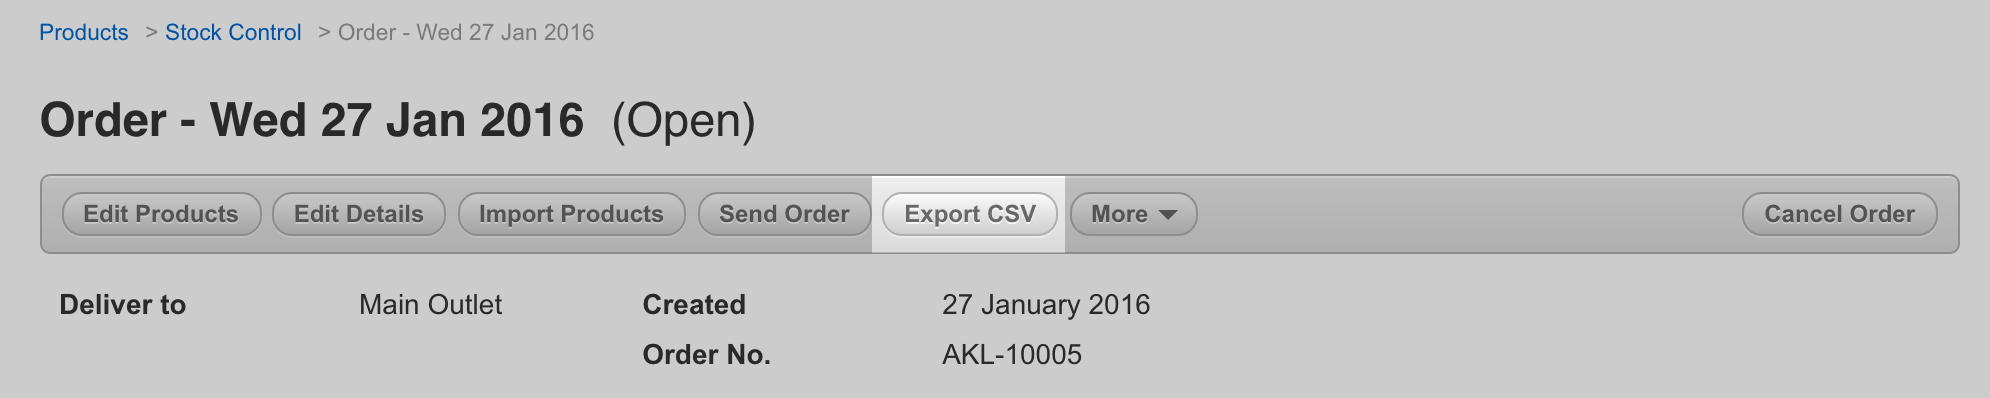 Products > Stock Control > Order - Wed 27 Jan 2016
Order - Wed 27 Jan 2016 (Open)
Edit Products Edit Details Import Products Send Order Export CSV More Cancel Order
Deliver to Main Outlet Created 27 January 2016
Order No. AKL-10005